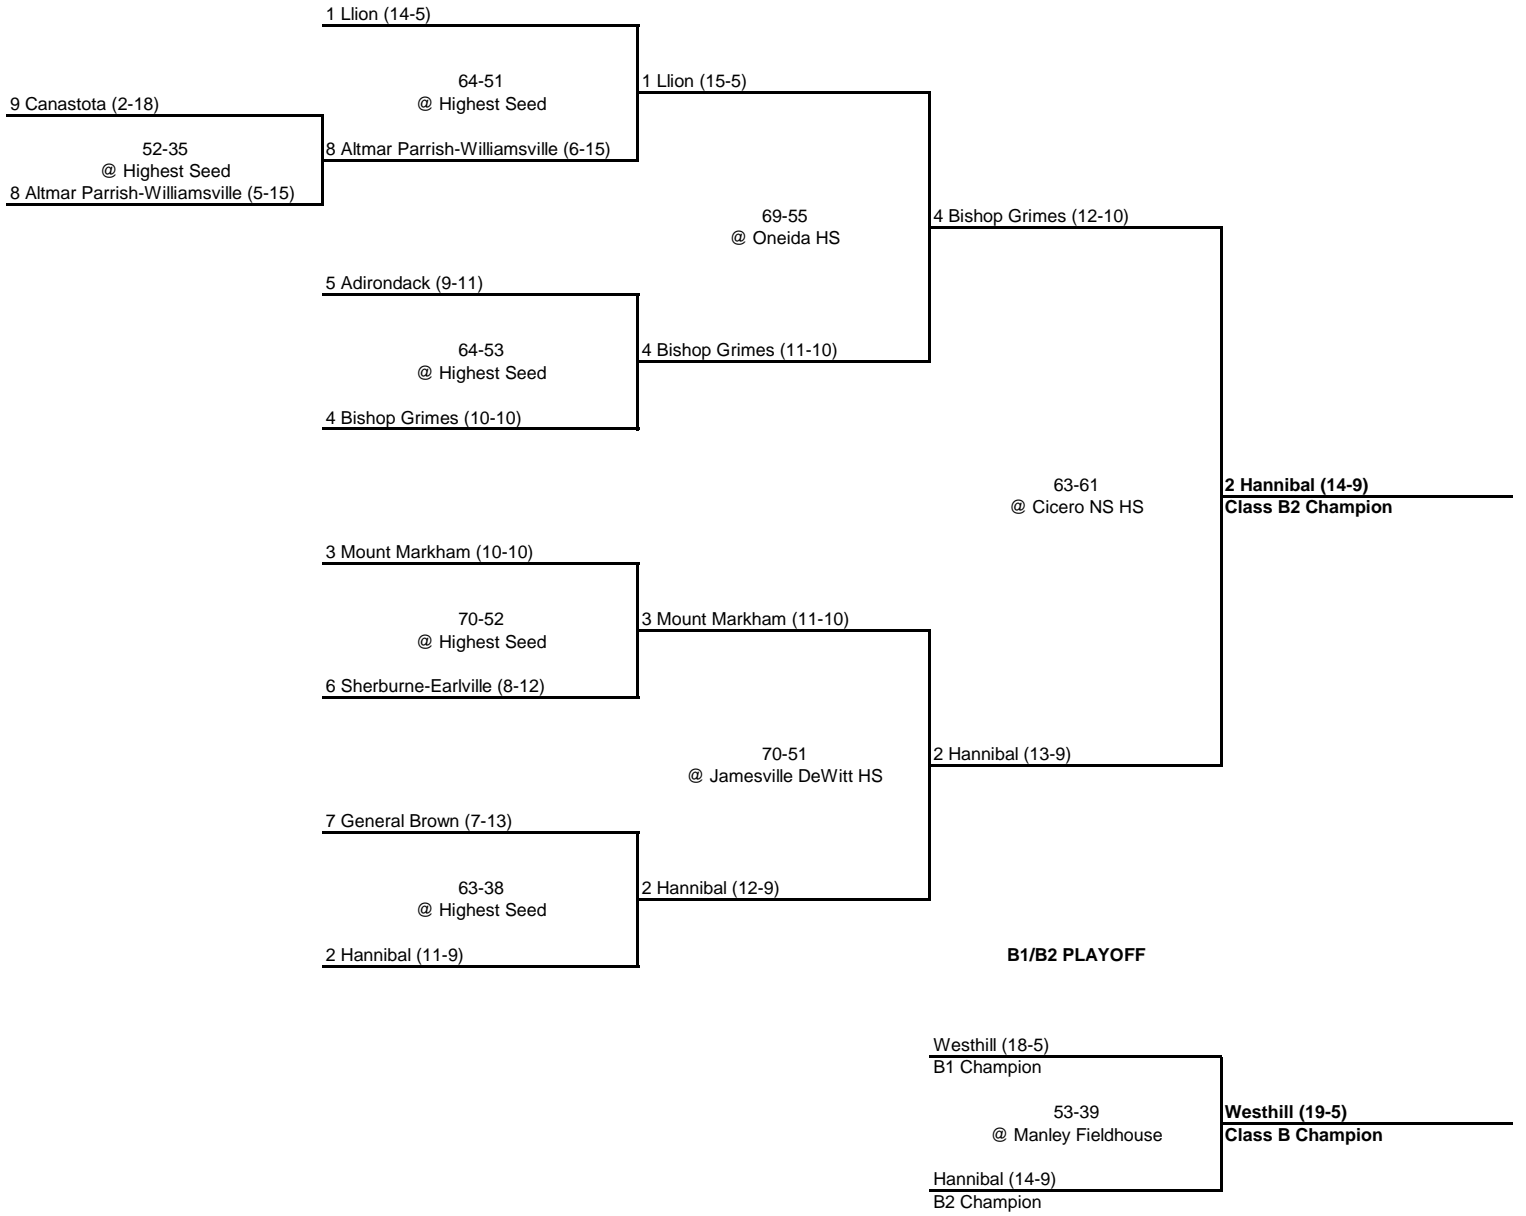 1 Llion (14-5)
64-51
@ Highest Seed
1 Llion (15-5)
9 Canastota (2-18)
52-35
@ Highest Seed
8 Altmar Parrish-Williamsville (6-15)
8 Altmar Parrish-Williamsville (5-15)
69-55
@ Oneida HS
4 Bishop Grimes (12-10)
5 Adirondack (9-11)
64-53
@ Highest Seed
4 Bishop Grimes (11-10)
4 Bishop Grimes (10-10)
63-61
@ Cicero NS HS
2 Hannibal (14-9)
Class B2 Champion
3 Mount Markham (10-10)
70-52
@ Highest Seed
3 Mount Markham (11-10)
6 Sherburne-Earlville (8-12)
70-51
@ Jamesville DeWitt HS
2 Hannibal (13-9)
7 General Brown (7-13)
63-38
@ Highest Seed
2 Hannibal (12-9)
2 Hannibal (11-9)
B1/B2 PLAYOFF
Westhill (18-5)
B1 Champion
53-39
@ Manley Fieldhouse
Westhill (19-5)
Class B Champion
Hannibal (14-9)
B2 Champion